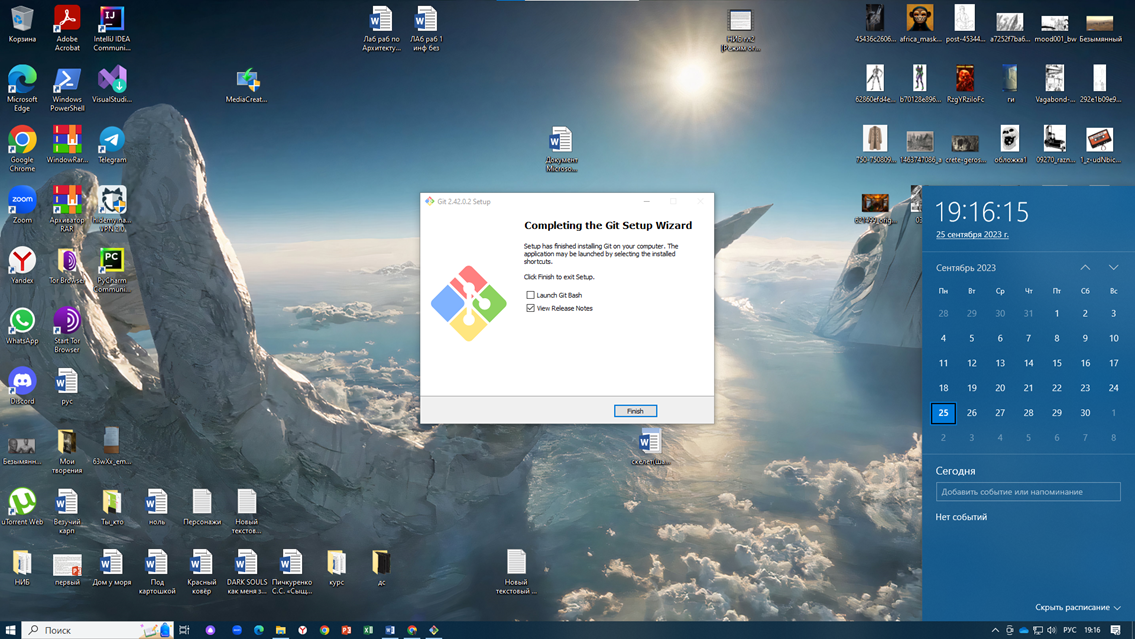 Корзина
Adobe
Acrobat
IntelliJ IDEA
Communi...
Лаб раб по
Архитекту...
ЛАб раб 1
инф без
45436c2606...
africa_mask...
post-45344...
a7252f7ba6...
mood001_bw
Безымянный
Microsoft
Edge
Windows
PowerShell
VisualStudi...
MediaCreat...
62860efd4e...
b70128e896...
RzgYRziioFc
ги
Vagabond-...
292e1b09e9...
Google
Chrome
WindowRar...
Telegram
Документ
Microso...
750-750809...
1463747086_a
crete-geros...
обложка1
09270_razn...
1_z-udNbic...
Zoom
Архиватор
RAR
hidemy.na...
VPN 2.0
Yandex
Tor Browser
PyCharm
Communi...
WhatsApp
Start Tor
Browser
Discord
рус
Безымянн...
Мои
творения
63wXx_em...
uTorrent Web
Везучий
карп
Ты_кто
ноль
Персонажи
Новый
текстов...
НИБ
первый
Дом у моря
Под
картошкой
Красный
ковёр
DARK SOULS
как меня з...
Пичкуренко
С.С. «Сыщ...
курс
дс
Новый
текстовый ...
Git 2.42.0.2 Setup
Completing the Git Setup Wizard
Setup has finished installing Git on your computer. The
application may be launched by selecting the installed
shortcuts.
Click Finish to exit Setup.
Launch Git Bash
View Release Notes
Finish
19:16:15
25 сентября 2023 г.
Сентябрь 2023
Пн Вт Ср Чт Пт Сб Вс
28 29 30 31 1 2 3
4 5 6 7 8 9 10
11 12 13 14 15 16 17
18 19 20 21 22 23 24
25 26 27 28 29 30 1
2 3 4 5 6 7 8
Сегодня
Добавить событие или напоминание
Нет событий
Скрыть расписание
Поиск
РУС
19:16